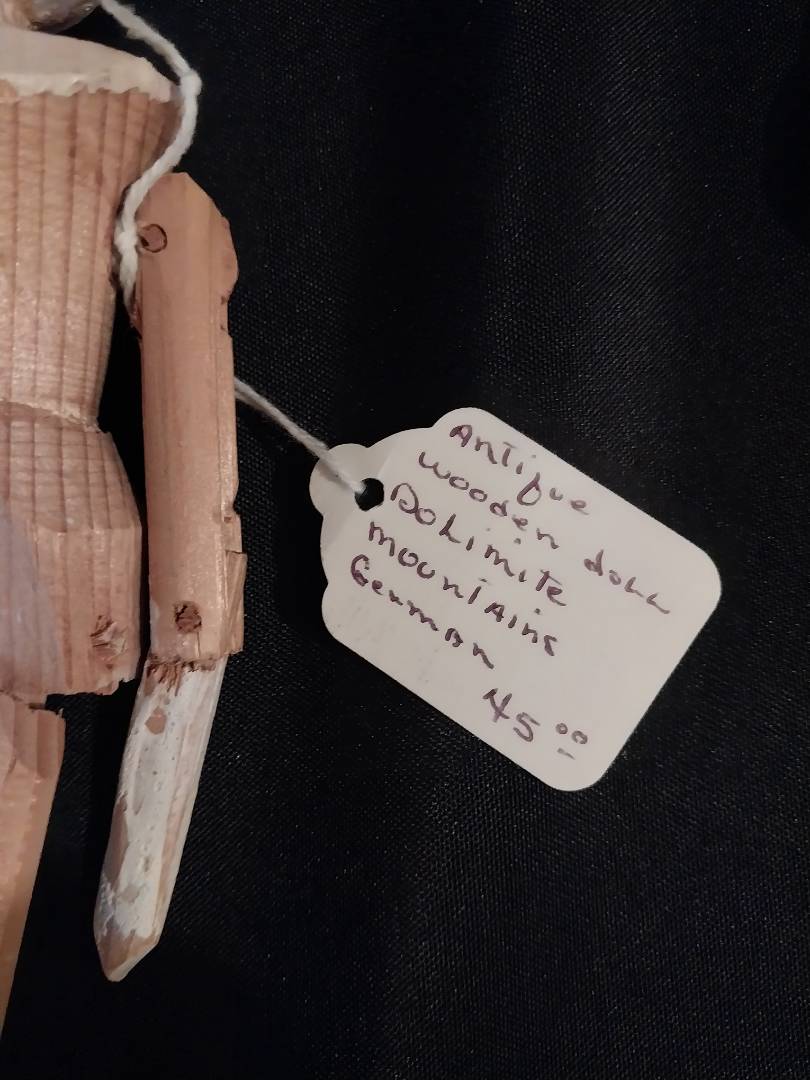 Antique
wooden doll
Dolimite
mountains
German
45 00